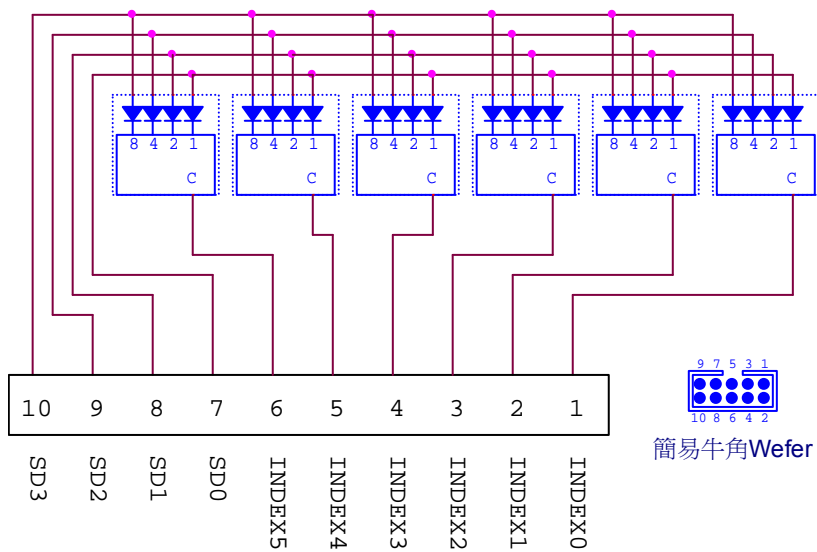 8 4 2 1 8 4 2 1 8 4 2 1 8 4 2 1 8 4 2 1 8 4 2 1
C C C C C C
9 7 5 3 1
10 8 6 4 2
簡易牛角Wefer
10 9 8 7 6 5 4 3 2 1
SD3
SD2
SD1
SD0
INDEX5
INDEX4
INDEX3
INDEX2
INDEX1
INDEX0